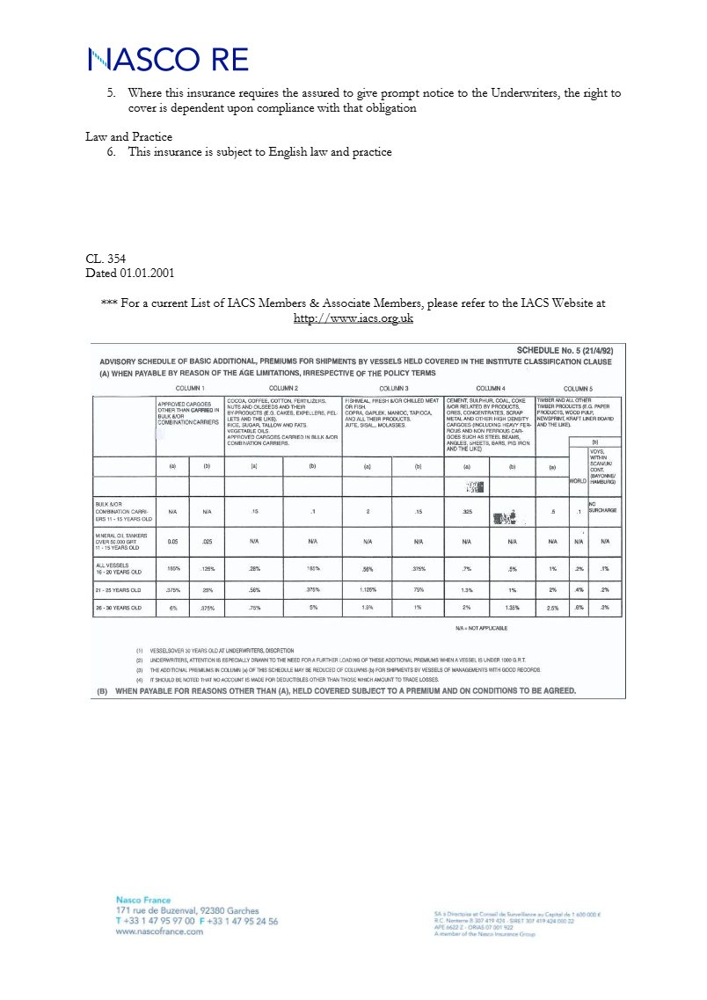 NASCO RE
5. Where this insurance requires the assured to give prompt notice to the Underwriters, the right to
cover is dependent upon compliance with that obligation
Law and Practice
6. This insurance is subject to English law and practice
CL. 354
Dated 01.01.2001
*** For a current List of IACS Members & Associate Members, please refer to the IACS Website at
http://www.iacs.org.uk
SCHEDULE No. 5 (21/4/92)
ADVISORY SCHEDULE OF BASIC ADDITIONAL, PREMIUMS FOR SHIPMENTS BY VESSELS HELD COVERED IN THE INSTITUTE CLASSIFICATION CLAUSE
(A) WHEN PAYABLE BY REASON OF THE AGE LIMITATIONS, IRRESPECTIVE OF THE POLICY TERMS
COLUMN 1 COLUMN 2 COLUMN 3 COLUMN 4 COLUMN 5
APPROVED CARGOES
OTHER THAN CARRIED IN
BULK &/OR
COMBINATION CARRIERS
COCOA, COFFEE, COTTON, FERTILIZERS,
NUTS AND OILSEEDS AND THEIR
BY-PRODUCTS (E.G. CAKES, EXPELLERS, PEL-
LETS AND THE LIKE).
RICE, SUGAR, TALLOW AND FATS.
VEGETABLE OILS.
APPROVED CARGOES CARRIED IN BULK &/OR
COMBINATION CARRIERS.
FISHMEAL, FRESH &/OR CHILLED MEAT
OR FISH.
COPRA, GAPLEK, MANIOC, TAPIOCA,
AND ALL THEIR PRODUCTS.
JUTE, SISAL, MOLASSES.
CEMENT, SULPHUR, COAL, COKE
&/OR RELATED BY PRODUCTS,
ORES, CONCENTRATES, SCRAP
METAL AND OTHER HIGH DENSITY
CARGOES (INCLUDING HEAVY FER-
ROUS AND NON FERROUS CAR-
GOES SUCH AS STEEL BEAMS,
ANGLES, SHEETS, BARS, PIG IRON
AND THE LIKE)
TIMBER AND ALL OTHER
TIMBER PRODUCTS (E.G. PAPER
PRODUCTS, WOOD PULP,
NEWSPRINT, KRAFT LINER BOARD
AND THE LIKE).
(b)
(a) (b) (a) (b) (a) (b) (a) (b) (a)
WORLD
VOYS,
WITHIN
SCAN/UK/
CONT.
(BAYONNE/
HAMBURG)
BULK &/OR
COMBINATION CARRI-
ERS 11 - 15 YEARS OLD
N/A N/A .15 .1 2 .15 .325 .5 .1 NO
SURCHARGE
MINERAL OIL TANKERS
OVER 50.000 GRT
11 - 15 YEARS OLD
0.05 .025 N/A N/A N/A N/A N/A N/A N/A N/A N/A
ALL VESSELS
16 - 20 YEARS OLD
185% .125% .28% 185% .56% .375% .7% .5% 1% .2% .1%
21 - 25 YEARS OLD .375% 25% .56% 375% 1.125% 75% 1.3% 1% 2% .4% .2%
26 - 30 YEARS OLD 6% .375% .75% 5% 1.5% 1% 2% 1.35% 2.5% .6% .3%
N/A = NOT APPLICABLE
(1) VESSELSOVER 30 YEARS OLD AT UNDERWRITERS, DISCRETION
(2) UNDERWRITERS, ATTENTION IS ESPECIALLY DRAWN TO THE NEED FOR A FURTHER LOADING OF THESE ADDITIONAL PREMIUMS WHEN A VESSEL IS UNDER 1000 G.R.T.
(3) THE ADDITIONAL PREMIUMS IN COLUMN (a) OF THIS SCHEDULE MAY BE REDUCED OF COLUMNS (b) FOR SHIPMENTS BY VESSELS OF MANAGEMENTS WITH GOOD RECORDS.
(4) IT SHOULD BE NOTED THAT NO ACCOUNT IS MADE FOR DEDUCTIBLES OTHER THAN THOSE WHICH AMOUNT TO TRADE LOSSES.
(B) WHEN PAYABLE FOR REASONS OTHER THAN (A), HELD COVERED SUBJECT TO A PREMIUM AND ON CONDITIONS TO BE AGREED.
Nasco France
171 rue de Buzenval, 92380 Garches
T +33 1 47 95 97 00 F +33 1 47 95 24 56
www.nascofrance.com
SA à Directoire et Conseil de Surveillance au Capital de 1 600 000 €
R.C. Nanterre B 307 419 424 - SIRET 307 419 424 000 22
APE 6622 Z - ORIAS 07 001 922
A member of the Nasco Insurance Group